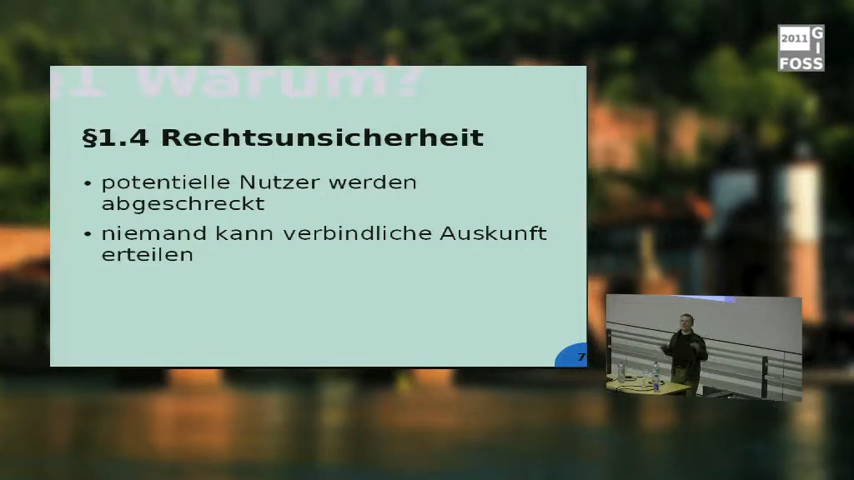 2011 G
I
FOSS
§1 Warum?
§1.4 Rechtsunsicherheit
• potentielle Nutzer werden
abgeschreckt
• niemand kann verbindliche Auskunft
erteilen
7